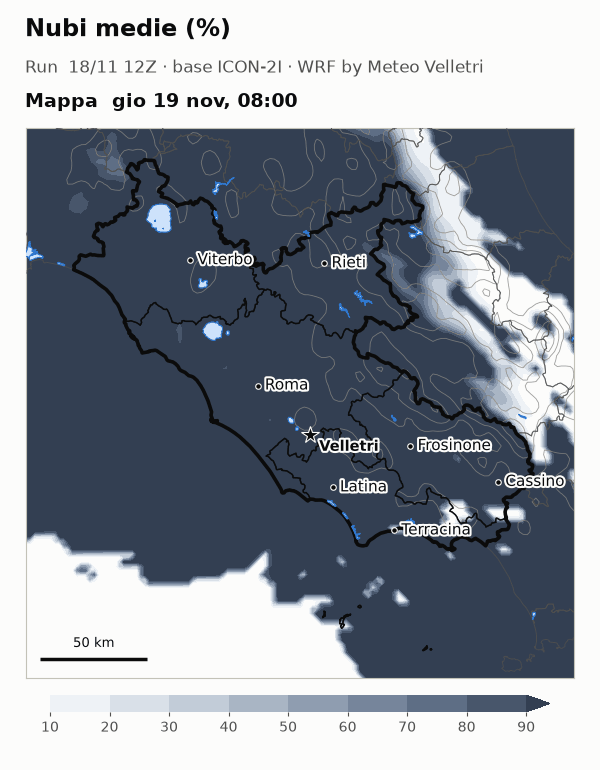 Nubi medie (%)
Run 18/11 12Z · base ICON-2I · WRF by Meteo Velletri
Mappa gio 19 nov, 08:00
Viterbo
Rieti
Roma
Velletri
Frosinone
Latina
Cassino
Terracina
50 km
10 20 30 40 50 60 70 80 90